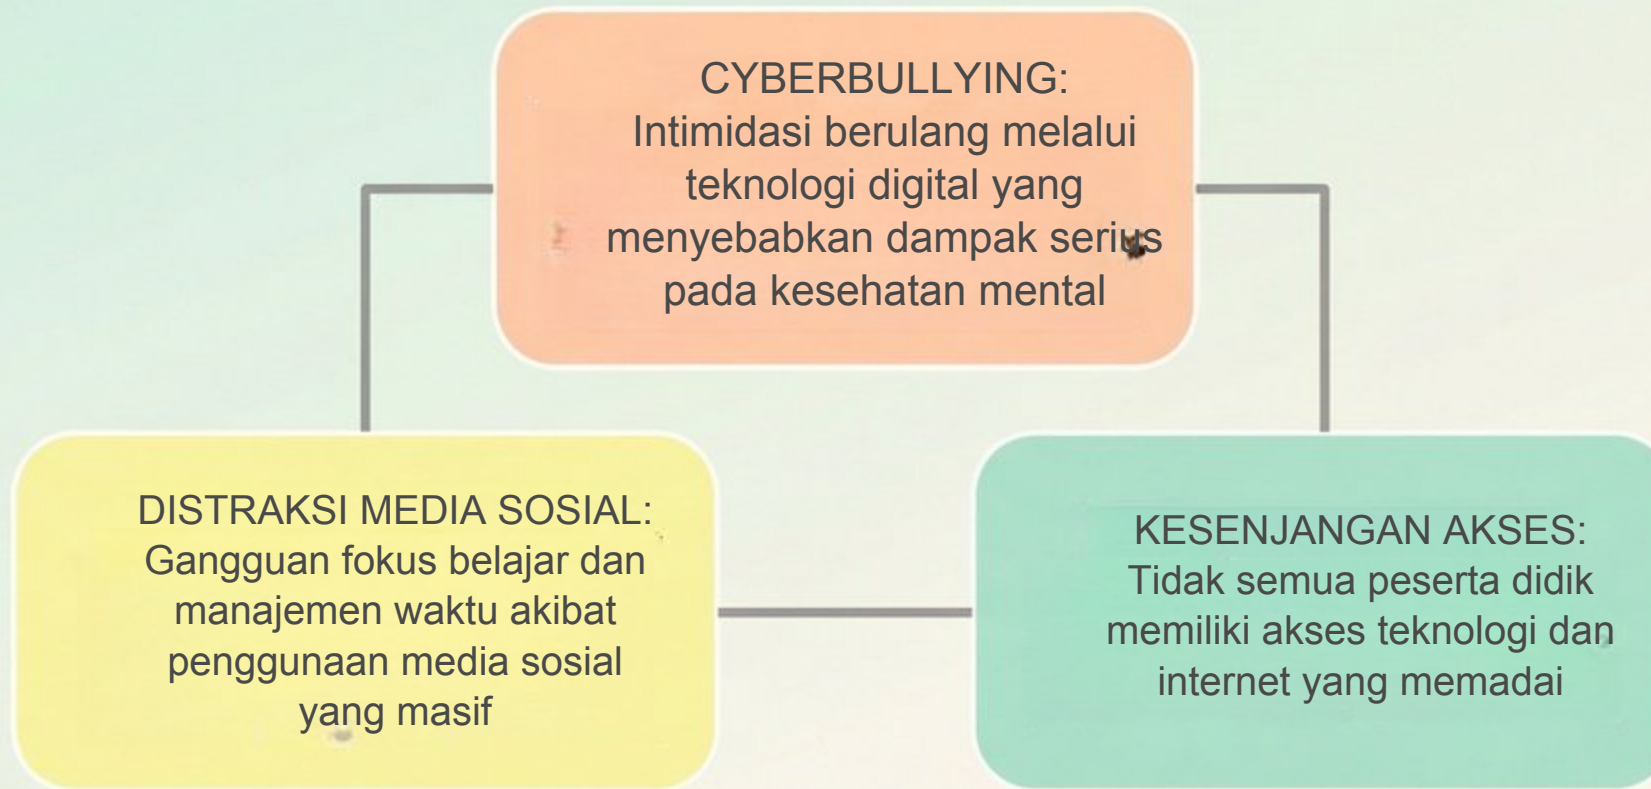 CYBERBULLYING:
Intimidasi berulang melalui
teknologi digital yang
menyebabkan dampak serius
pada kesehatan mental
DISTRAKSI MEDIA SOSIAL:
Gangguan fokus belajar dan
manajemen waktu akibat
penggunaan media sosial
yang masif
KESENJANGAN AKSES:
Tidak semua peserta didik
memiliki akses teknologi dan
internet yang memadai